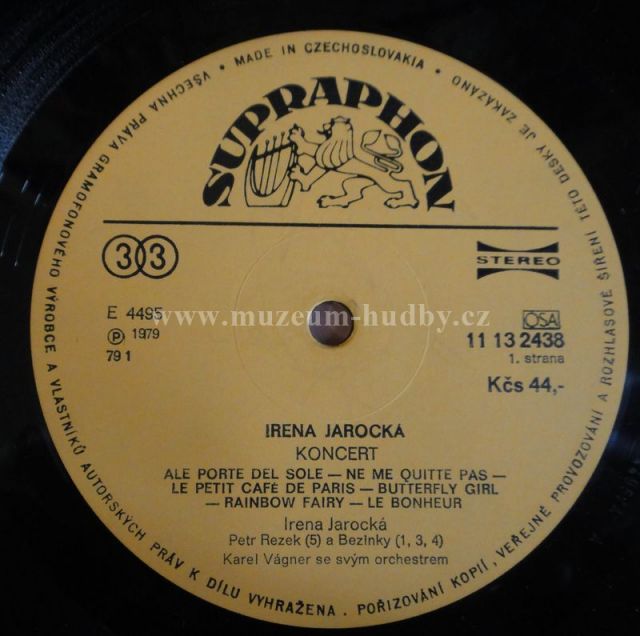 VŠECHNA PRÁVA GRAMOFONOVÉHO VÝROBCE A VLASTNÍKŮ AUTORSKÝCH PRÁV K DÍLU VYHRAŽENA . POŘIZOVÁNÍ KOPIÍ, VEŘEJNÉ PROVOZOVÁNÍ A ROZHLASOVÉ ŠÍŘENÍ TÉTO DESKY JE ZAKÁZÁNO • MADE IN CZECHOSLOVAKIA •
SUPRAPHON
33
STEREO
E 4495
OSA
℗ 1979
11 13 2438
79 1
1. strana
Kčs 44,-
www.muzeum-hudby.cz
IRENA JAROCKÁ
KONCERT
ALE PORTE DEL SOLE — NE ME QUITTE PAS —
LE PETIT CAFÉ DE PARIS — BUTTERFLY GIRL
— RAINBOW FAIRY — LE BONHEUR
Irena Jarocká
Petr Rezek (5) a Bezinky (1, 3, 4)
Karel Vágner se svým orchestrem